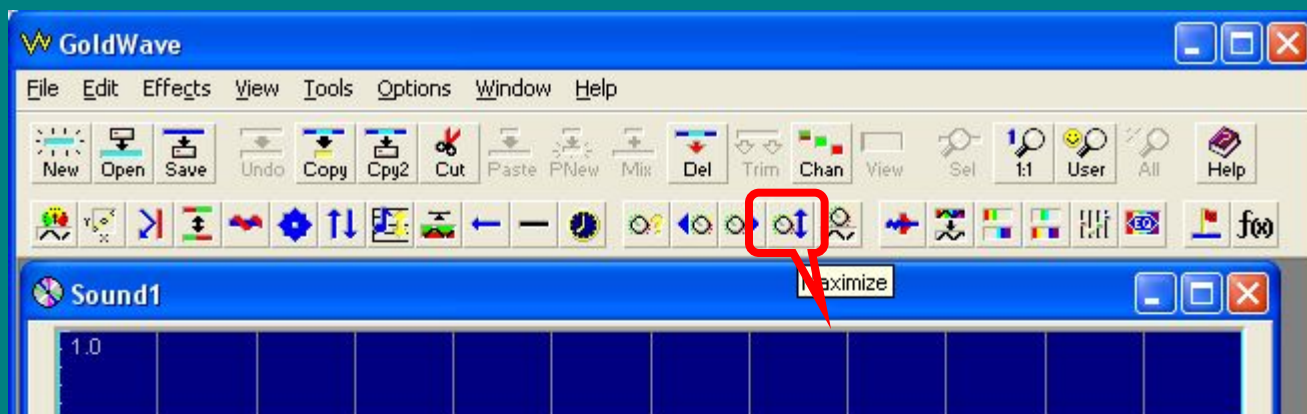 GoldWave
File Edit Effects View Tools Options Window Help
New Open Save Undo Copy Cpy2 Cut Paste PNew Mix Del Trim Chan View Sel 1:1 User All Help
f(x)
Maximize
Sound1
1.0